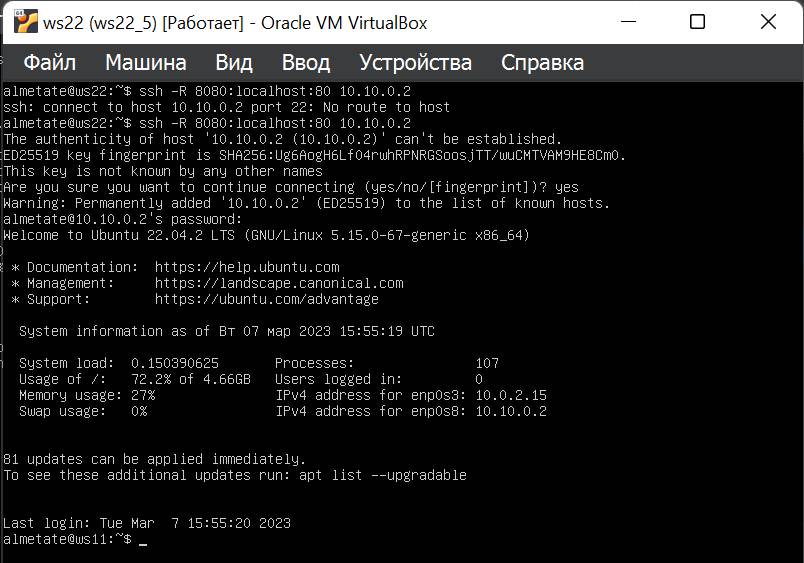 64
ws22 (ws22_5) [Работает] - Oracle VM VirtualBox
Файл Машина Вид Ввод Устройства Справка
almetate@ws22:~$ ssh -R 8080:localhost:80 10.10.0.2
ssh: connect to host 10.10.0.2 port 22: No route to host
almetate@ws22:~$ ssh -R 8080:localhost:80 10.10.0.2
The authenticity of host '10.10.0.2 (10.10.0.2)' can't be established.
ED25519 key fingerprint is SHA256:Ug6AogH6Lf04rwhRPNRGSoosjTT/wuCMTVAM9HE8Cm0.
This key is not known by any other names
Are you sure you want to continue connecting (yes/no/[fingerprint])? yes
Warning: Permanently added '10.10.0.2' (ED25519) to the list of known hosts.
almetate@10.10.0.2's password:
Welcome to Ubuntu 22.04.2 LTS (GNU/Linux 5.15.0-67-generic x86_64)
* Documentation: https://help.ubuntu.com
* Management: https://landscape.canonical.com
* Support: https://ubuntu.com/advantage
System information as of Вт 07 мар 2023 15:55:19 UTC
System load: 0.150390625 Processes: 107
Usage of /: 72.2% of 4.66GB Users logged in: 0
Memory usage: 27% IPv4 address for enp0s3: 10.0.2.15
Swap usage: 0% IPv4 address for enp0s8: 10.10.0.2
81 updates can be applied immediately.
To see these additional updates run: apt list --upgradable
Last login: Tue Mar 7 15:55:20 2023
almetate@ws11:~$ _